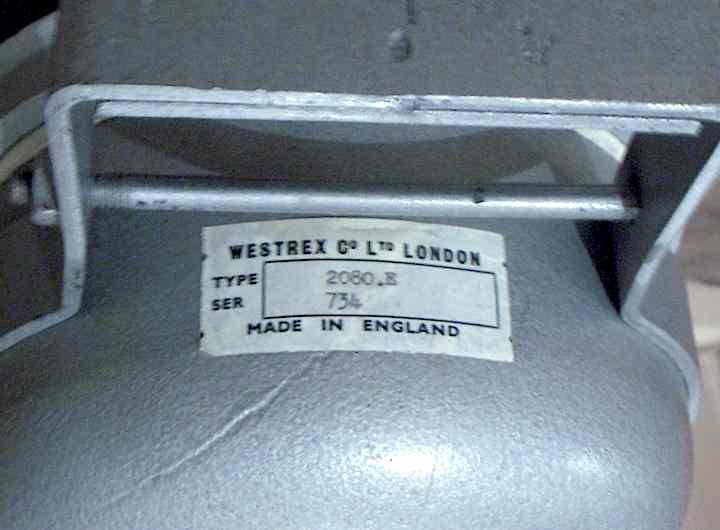 WESTREX Cº LTD LONDON
TYPE 2080.E
SER 734
MADE IN ENGLAND